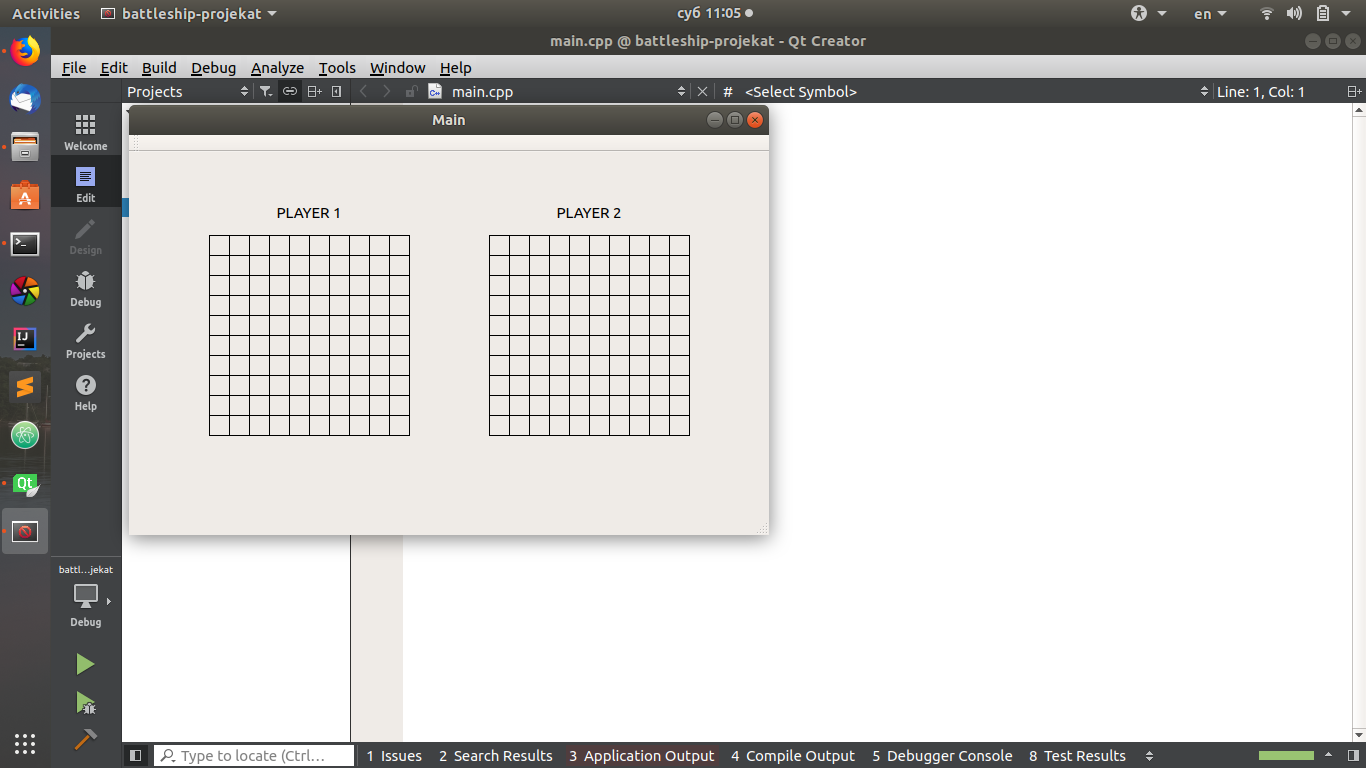 Activities battleship-projekat суб 11:05 en
main.cpp @ battleship-projekat - Qt Creator
File Edit Build Debug Analyze Tools Window Help
Projects main.cpp # <Select Symbol> Line: 1, Col: 1
Main
Welcome
Edit
Design
Debug
Projects
Help
PLAYER 1 PLAYER 2
battl...jekat
Debug
Type to locate (Ctrl... 1 Issues 2 Search Results 3 Application Output 4 Compile Output 5 Debugger Console 8 Test Results